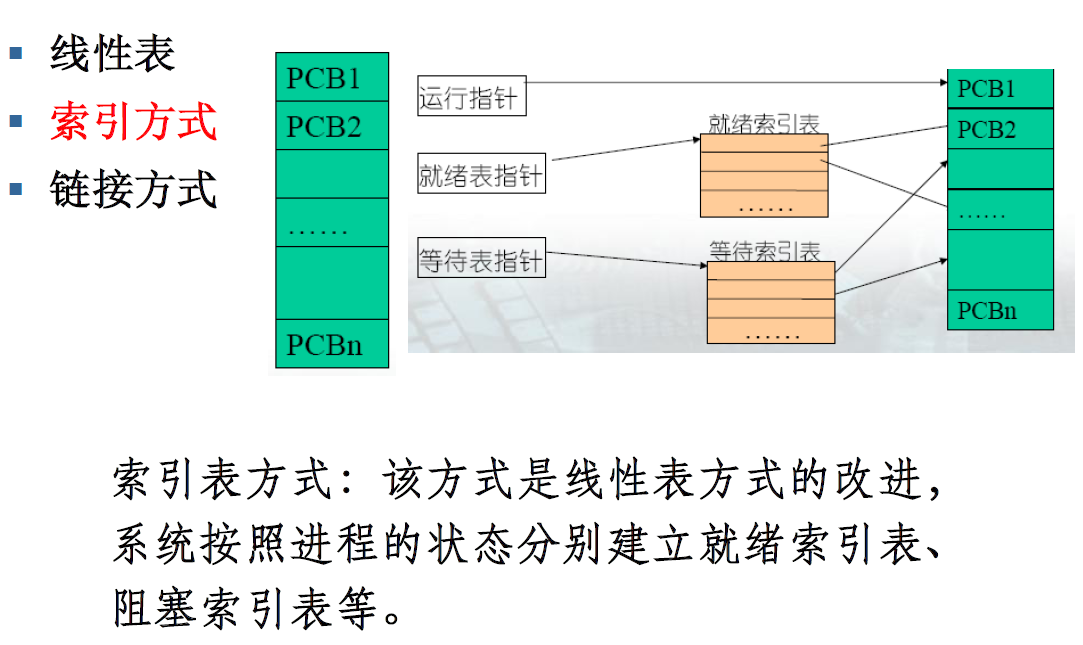 线性表
索引方式
链接方式
PCB1
PCB2
……
PCBn
运行指针
就绪表指针
等待表指针
就绪索引表
……
等待索引表
……
PCB1
PCB2
……
PCBn
索引表方式：该方式是线性表方式的改进，
系统按照进程的状态分别建立就绪索引表、
阻塞索引表等。